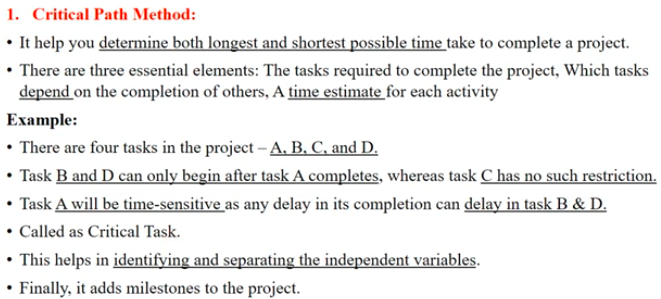 1. Critical Path Method:
• It help you determine both longest and shortest possible time take to complete a project.
• There are three essential elements: The tasks required to complete the project, Which tasks
depend on the completion of others, A time estimate for each activity
Example:
• There are four tasks in the project – A, B, C, and D.
• Task B and D can only begin after task A completes, whereas task C has no such restriction.
• Task A will be time-sensitive as any delay in its completion can delay in task B & D.
• Called as Critical Task.
• This helps in identifying and separating the independent variables.
• Finally, it adds milestones to the project.